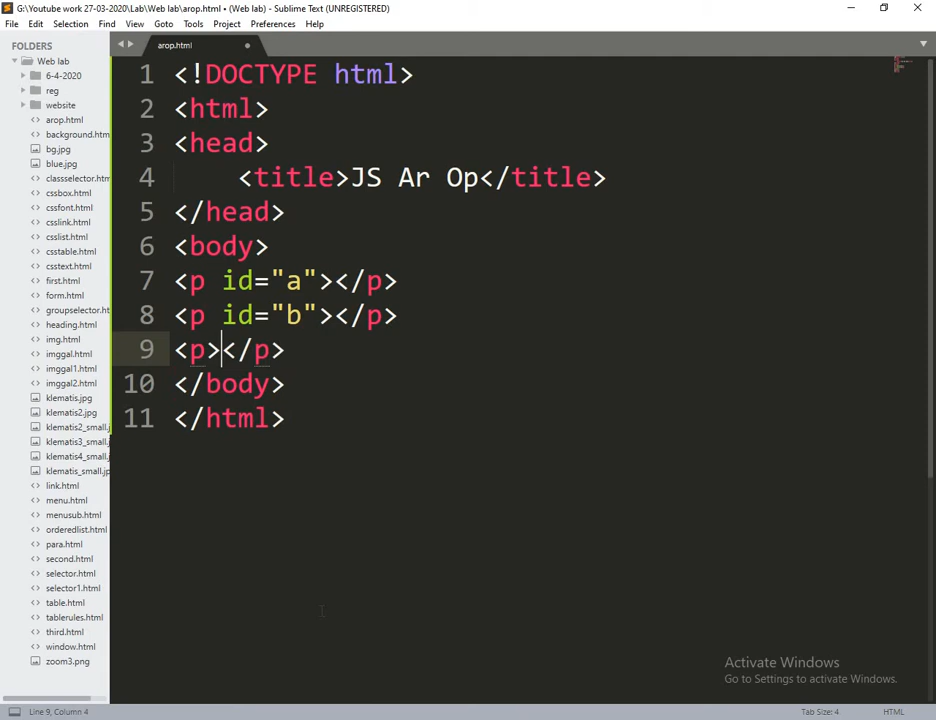 G:\Youtube work 27-03-2020\Lab\Web lab\arop.html • (Web lab) - Sublime Text (UNREGISTERED)
File Edit Selection Find View Goto Tools Project Preferences Help
FOLDERS
Web lab
6-4-2020
reg
website
arop.html
background.htm
bg.jpg
blue.jpg
classselector.html
cssbox.html
cssfont.html
csslink.html
csslist.html
csstable.html
csstext.html
first.html
form.html
groupselector.ht
heading.html
img.html
imggal.html
imggal1.html
imggal2.html
klematis.jpg
klematis2.jpg
klematis2_small.j
klematis3_small.j
klematis4_small.j
klematis_small.jp
link.html
menu.html
menusub.html
orderedlist.html
para.html
second.html
selector.html
selector1.html
table.html
tablerules.html
third.html
window.html
zoom3.png
arop.html
1 <!DOCTYPE html>
2 <html>
3 <head>
4 <title>JS Ar Op</title>
5 </head>
6 <body>
7 <p id="a"></p>
8 <p id="b"></p>
9 <p></p>
10 </body>
11 </html>
Activate Windows
Go to Settings to activate Windows.
Line 9, Column 4
Tab Size: 4
HTML